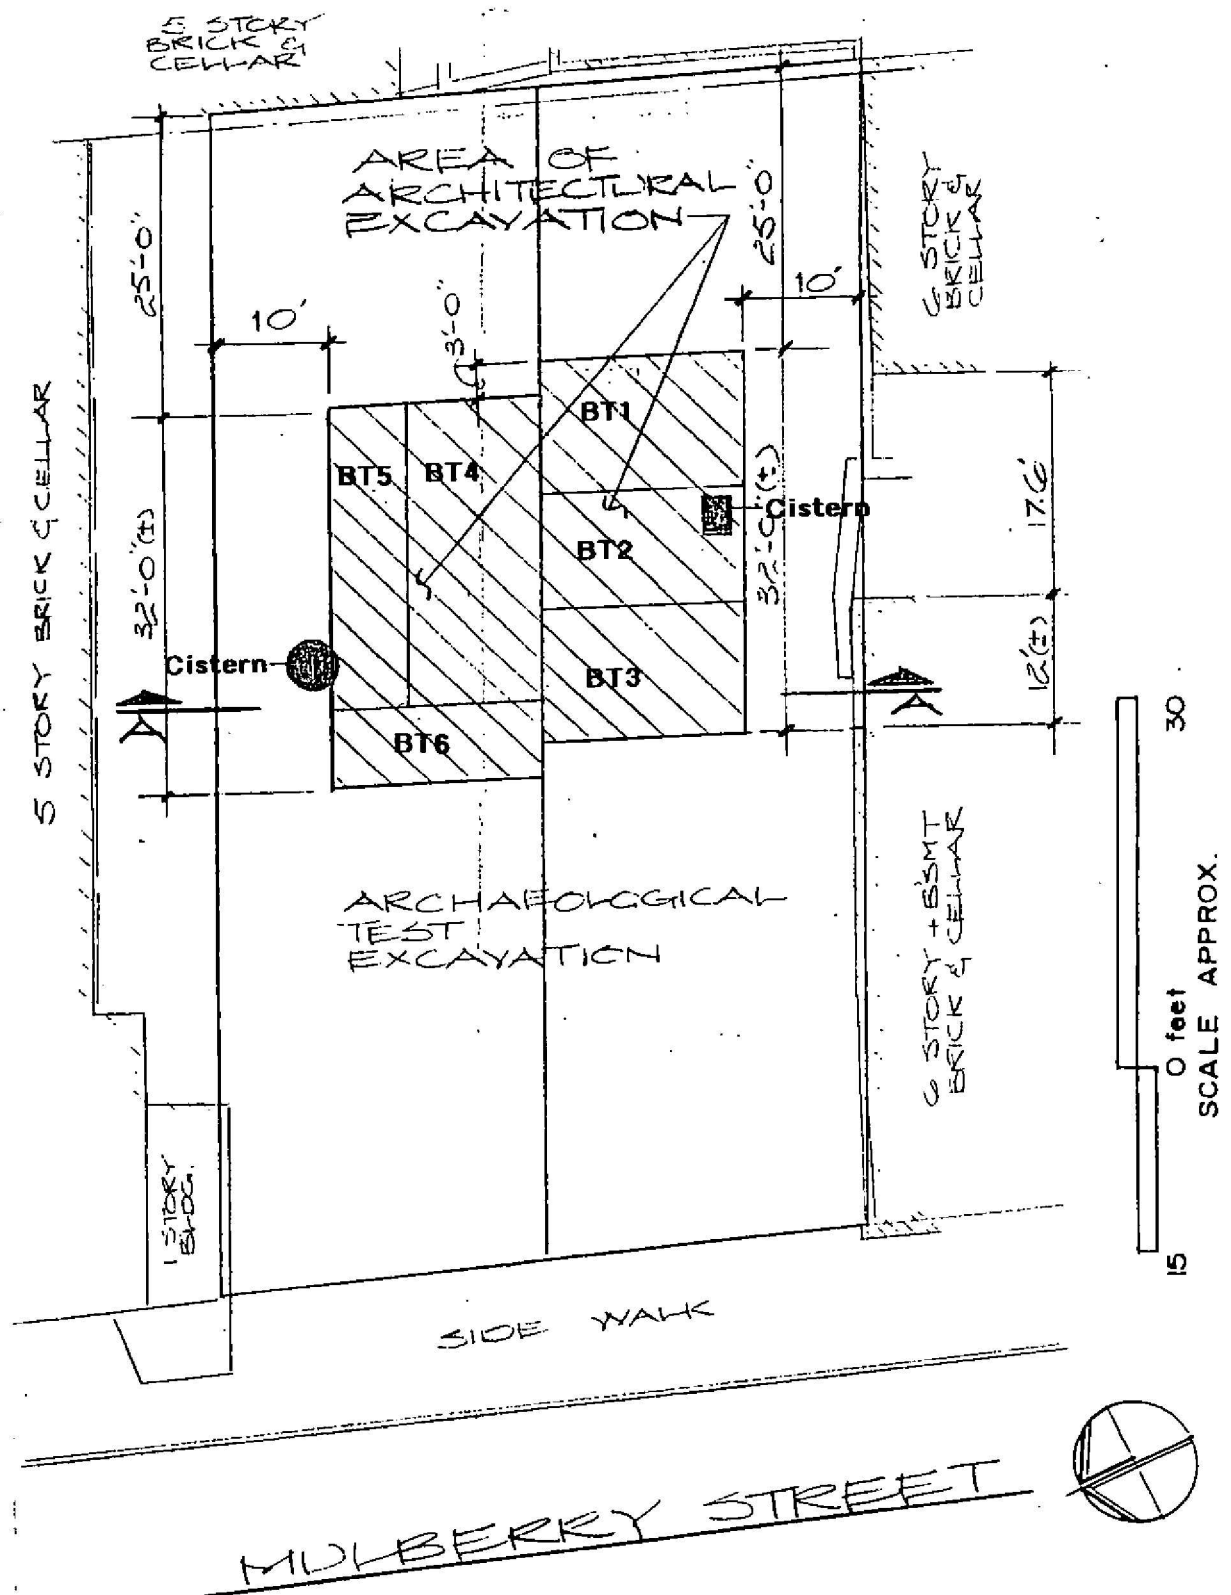 5 STORY
BRICK &
CELLAR
AREA OF
ARCHITECTURAL
EXCAVATION
25'-0"
25'-0"
6 STORY
BRICK &
CELLAR
10'
10'
3'-0"
BT1
BT5
BT4
Cistern
BT2
17.6'
5 STORY BRICK & CELLAR
32'-0"(±)
32'-0"(±)
Cistern
BT3
12'(±)
A
A
BT6
30
ARCHAEOLOGICAL
TEST
EXCAVATION
6 STORY + BSMT
BRICK & CELLAR
0 feet
SCALE APPROX.
15
1 STORY
BLDG.
SIDE WALK
MULBERRY STREET